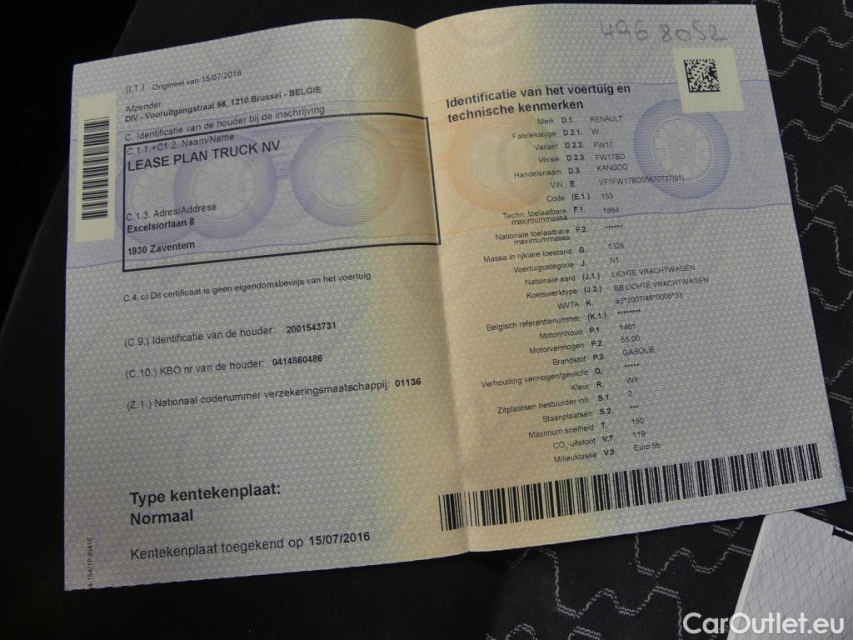 4968052
(I.1.) Origineel van 15/07/2016
Afzender
DIV - Vooruitgangstraat 56, 1210 Brussel - BELGIE
C. Identificatie van de houder bij de inschrijving
C.1.1.+C1.2. Naam/Name
LEASE PLAN TRUCK NV
C.1.3. Adres/Address
Excelsiorlaan 8
1930 Zaventem
C.4. c) Dit certificaat is geen eigendomsbewijs van het voertuig
(C.9.) Identificatie van de houder: 2001543731
(C.10.) KBO nr van de houder: 0414860486
(Z.1.) Nationaal codenummer verzekeringsmaatschappij: 01136
Type kentekenplaat:
Normaal
Kentekenplaat toegekend op 15/07/2016
Identificatie van het voertuig en
technische kenmerken
Merk D.1. RENAULT
Fabriekstype D.2.1. W
Variant D.2.2. FW17
Versie D.2.3. FW17BD
Handelsnaam D.3. KANGOO
VIN E.
Code (E.1.) 153
Techn. toelaatbare maximummassa F.1. 1884
Nationale toelaatbare maximummassa F.2. ******
Massa in rijklare toestand G. 1326
Voertuigcategorie J. N1
Nationale aard (J.1.) LICHTE VRACHTWAGEN
Koetswerktype (J.2.) BB LICHTE VRACHTWAGEN
WVTA K. e2*2007/46*0006*33
Belgisch referentienummer (K.1.) ********
Motorinhoud P.1 1461
Motorvermogen P.2 55.00
Brandstof P.3. GASOLIE
Verhouding vermogen/gewicht Q. *****
Kleur R. Wit
Zitplaatsen bestuurder inb. S.1. 2
Staanplaatsen S.2. ***
Maximum snelheid T. 150
CO₂-uitstoot V.7. 119
Milieuklasse V.9. Euro 5b
CarOutlet.eu